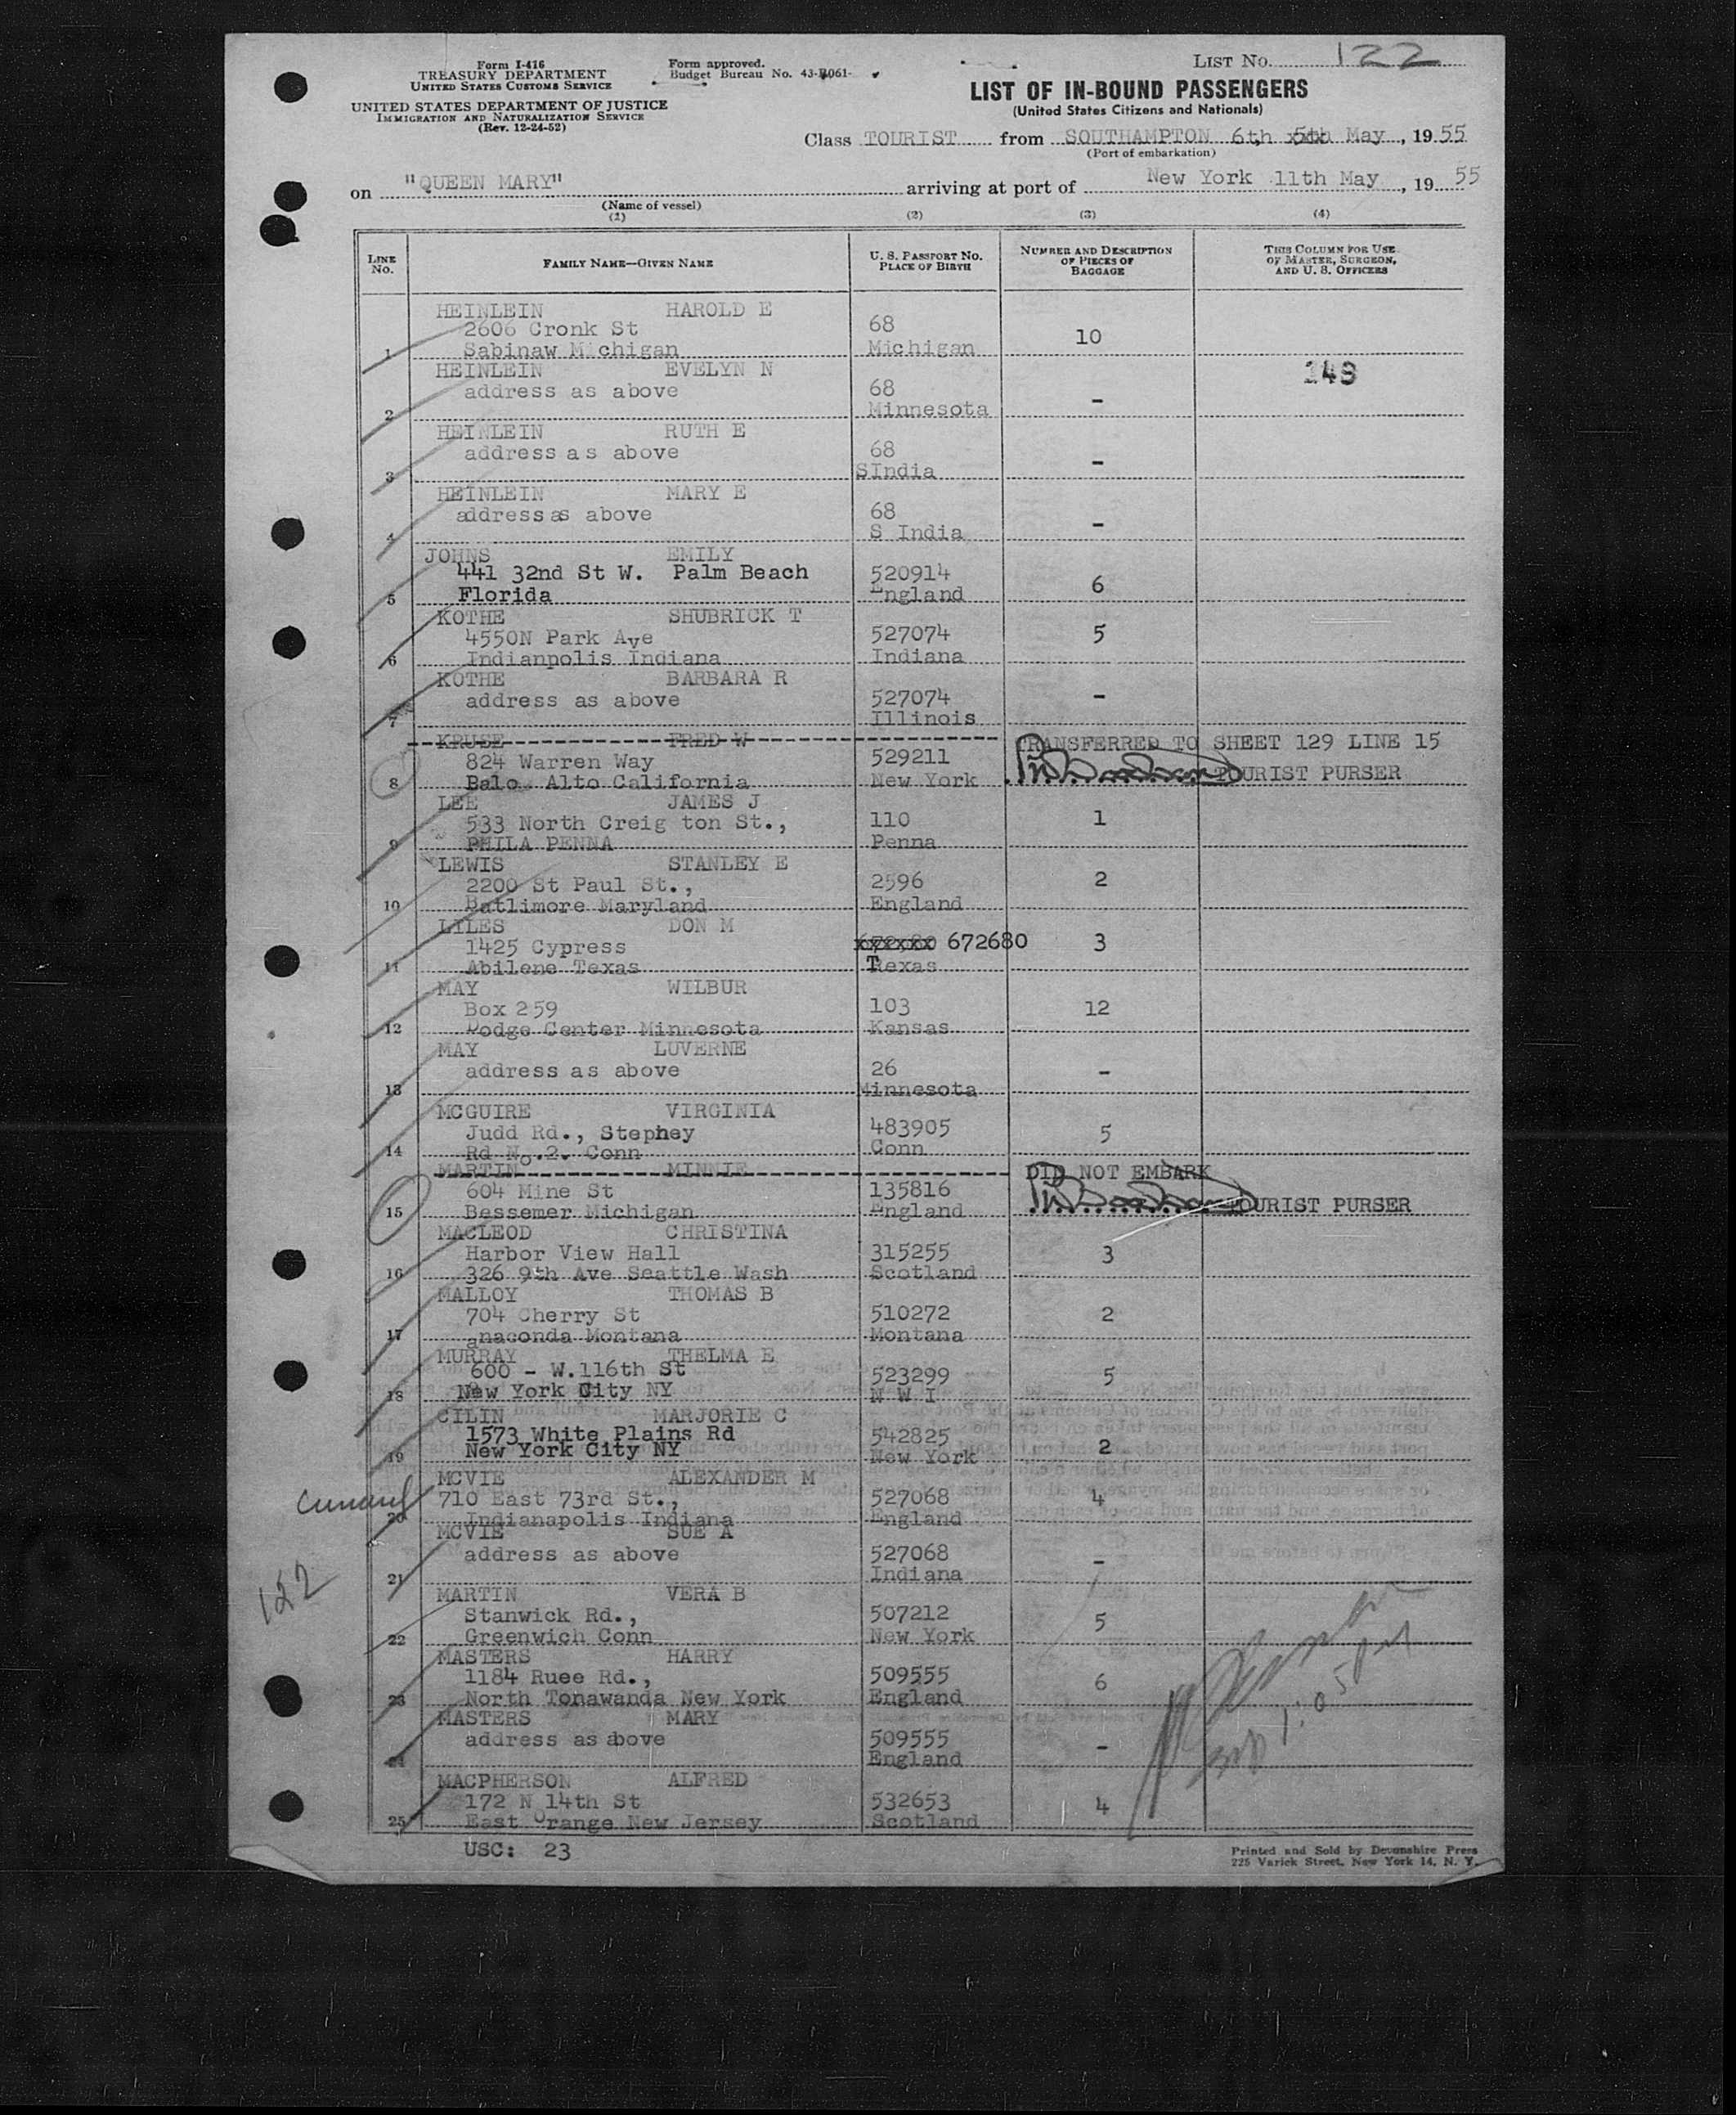 Form I-416
TREASURY DEPARTMENT
UNITED STATES CUSTOMS SERVICE
UNITED STATES DEPARTMENT OF JUSTICE
IMMIGRATION AND NATURALIZATION SERVICE
(Rev. 12-24-52)
Form approved.
Budget Bureau No. 43-R061-
LIST NO. 122
LIST OF IN-BOUND PASSENGERS
(United States Citizens and Nationals)
Class TOURIST from SOUTHAMPTON 6th 5th May, 1955
(Port of embarkation)
on "QUEEN MARY" arriving at port of New York 11th May, 1955
(Name of vessel)
(1) (2) (3) (4)
LINE NO. FAMILY NAME—GIVEN NAME U. S. PASSPORT NO. PLACE OF BIRTH NUMBER AND DESCRIPTION OF PIECES OF BAGGAGE THIS COLUMN FOR USE OF MASTER, SURGEON, AND U. S. OFFICERS
HEINLEIN HAROLD E
2606 Cronk St 68 10
1 Sabinaw Michigan Michigan
HEINLEIN EVELYN N 148
address as above 68 -
2 Minnesota
HEINLEIN RUTH E
address as above 68 -
3 SIndia
HEINLEIN MARY E
address as above 68 -
4 S India
JOHNS EMILY
441 32nd St W. Palm Beach 520914 6
5 Florida England
KOTHE SHUBRICK T
4550N Park Ave 527074 5
6 Indianpolis Indiana Indiana
KOTHE BARBARA R
address as above 527074 -
7 Illinois
KRUSE FRED W TRANSFERRED TO SHEET 129 LINE 15
824 Warren Way 529211
8 Balo Alto California New York TOURIST PURSER
LEE JAMES J
533 North Creig ton St., 110 1
9 PHILA PENNA Penna
LEWIS STANLEY E
2200 St Paul St., 2596 2
10 Batlimore Maryland England
LILES DON M
1425 Cypress 672680 3
11 Abilene Texas Texas
MAY WILBUR
Box 259 103 12
12 Dodge Center Minnesota Kansas
MAY LUVERNE
address as above 26 -
13 Minnesota
MCGUIRE VIRGINIA
Judd Rd., Stephey 483905 5
14 Rd No.2. Conn Conn
MARTIN MINNIE DID NOT EMBARK
604 Mine St 135816
15 Bessemer Michigan England TOURIST PURSER
MACLEOD CHRISTINA
Harbor View Hall 315255 3
16 326 9th Ave Seattle Wash Scotland
MALLOY THOMAS B
704 Cherry St 510272 2
17 anaconda Montana Montana
MURRAY THELMA E
600 - W.116th St 523299 5
18 New York City NY N W I
CILIN MARJORIE C
1573 White Plains Rd 542825 2
19 New York City NY New York
MCVIE ALEXANDER M
Cunard 710 East 73rd St., 527068 4
20 Indianapolis Indiana England
MCVIE SUE A
address as above 527068 -
21 Indiana
152
MARTIN VERA B
Stanwick Rd., 507212 5
22 Greenwich Conn New York
MASTERS HARRY
1184 Ruee Rd., 509555 6
23 North Tonawanda New York England
MASTERS MARY
address as above 509555 -
24 England
MACPHERSON ALFRED
172 N 14th St 532653 4
25 East Orange New Jersey Scotland
USC: 23
Printed and Sold by Devonshire Press
225 Varick Street, New York 14, N. Y.